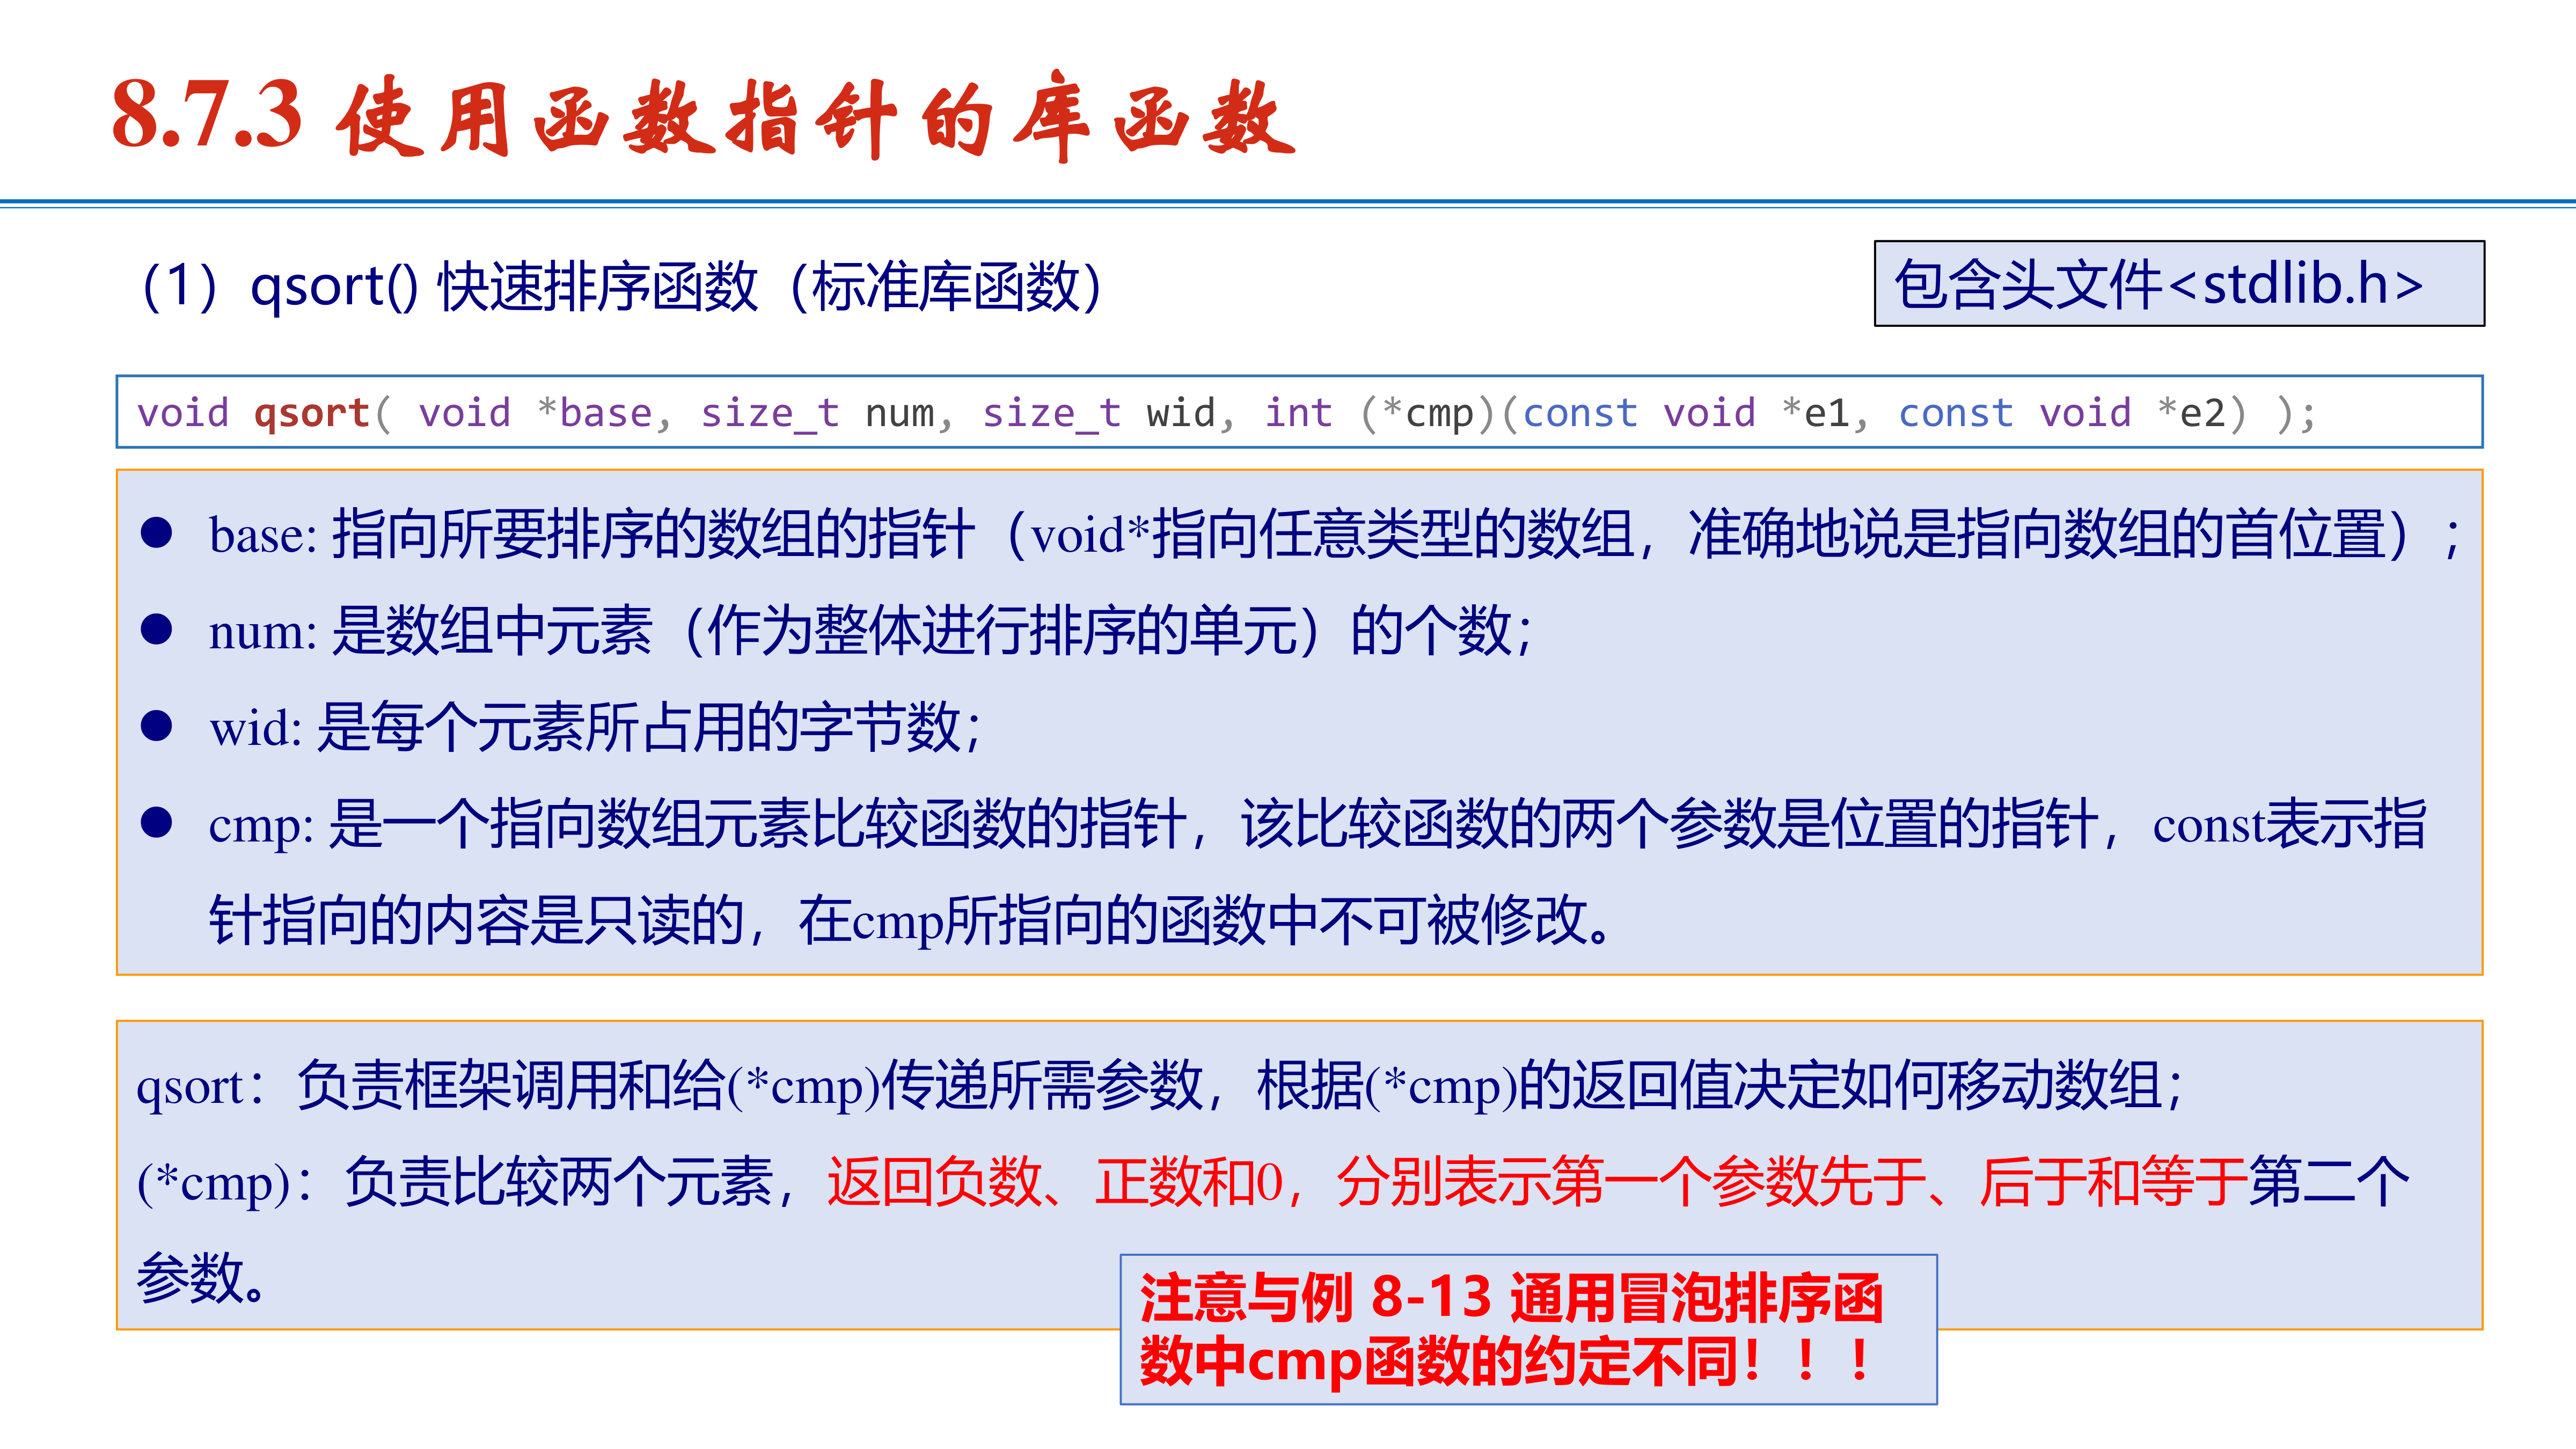 8.7.3 使用函数指针的库函数
（1）qsort() 快速排序函数（标准库函数）
包含头文件<stdlib.h>
void qsort( void *base, size_t num, size_t wid, int (*cmp)(const void *e1, const void *e2) );
● base: 指向所要排序的数组的指针（void*指向任意类型的数组，准确地说是指向数组的首位置）；
● num: 是数组中元素（作为整体进行排序的单元）的个数；
● wid: 是每个元素所占用的字节数；
● cmp: 是一个指向数组元素比较函数的指针，该比较函数的两个参数是位置的指针，const表示指
针指向的内容是只读的，在cmp所指向的函数中不可被修改。
qsort：负责框架调用和给(*cmp)传递所需参数，根据(*cmp)的返回值决定如何移动数组；
(*cmp)：负责比较两个元素，返回负数、正数和0，分别表示第一个参数先于、后于和等于第二个
参数。
注意与例 8-13 通用冒泡排序函
数中cmp函数的约定不同！！！